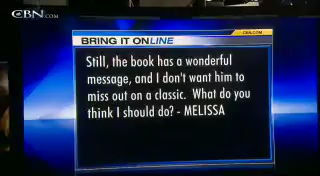 CBN.com
BRING IT ONLINE
CBN.COM
Still, the book has a wonderful
message, and I don't want him to
miss out on a classic. What do you
think I should do? - MELISSA